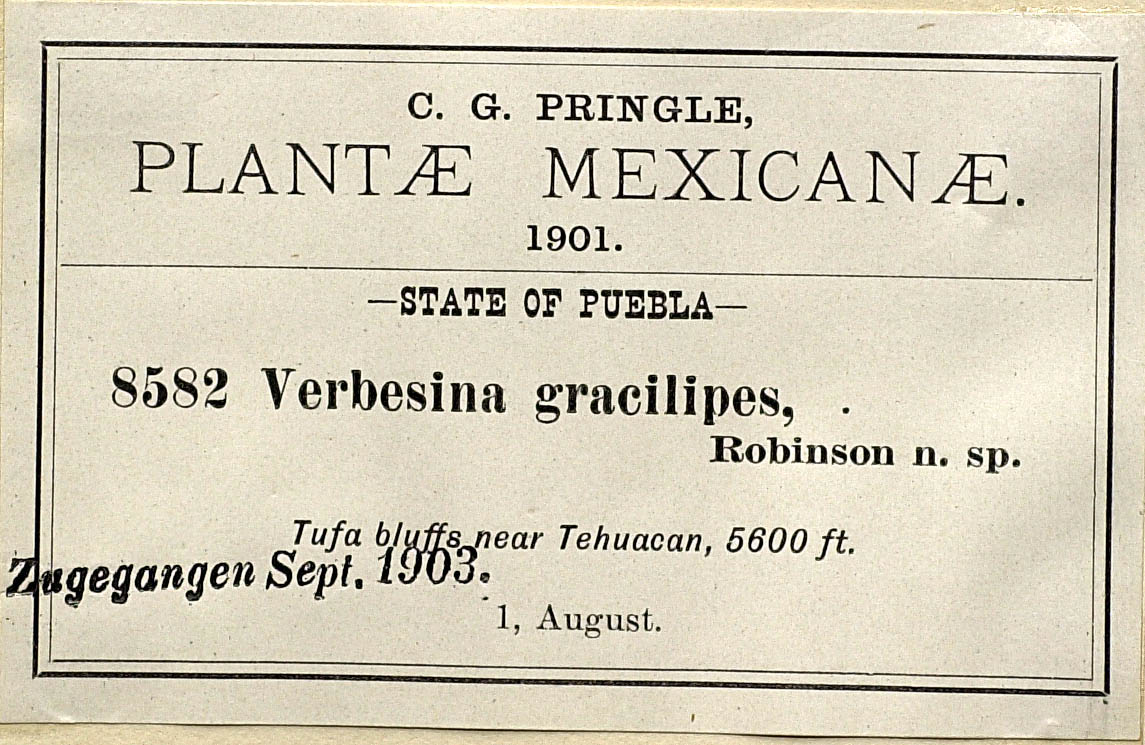 C. G. PRINGLE,
PLANTÆ MEXICANÆ.
1901.
—STATE OF PUEBLA—
8582 Verbesina gracilipes,
Robinson n. sp.
Tufa bluffs near Tehuacan, 5600 ft.
Zugegangen Sept. 1903.
1, August.